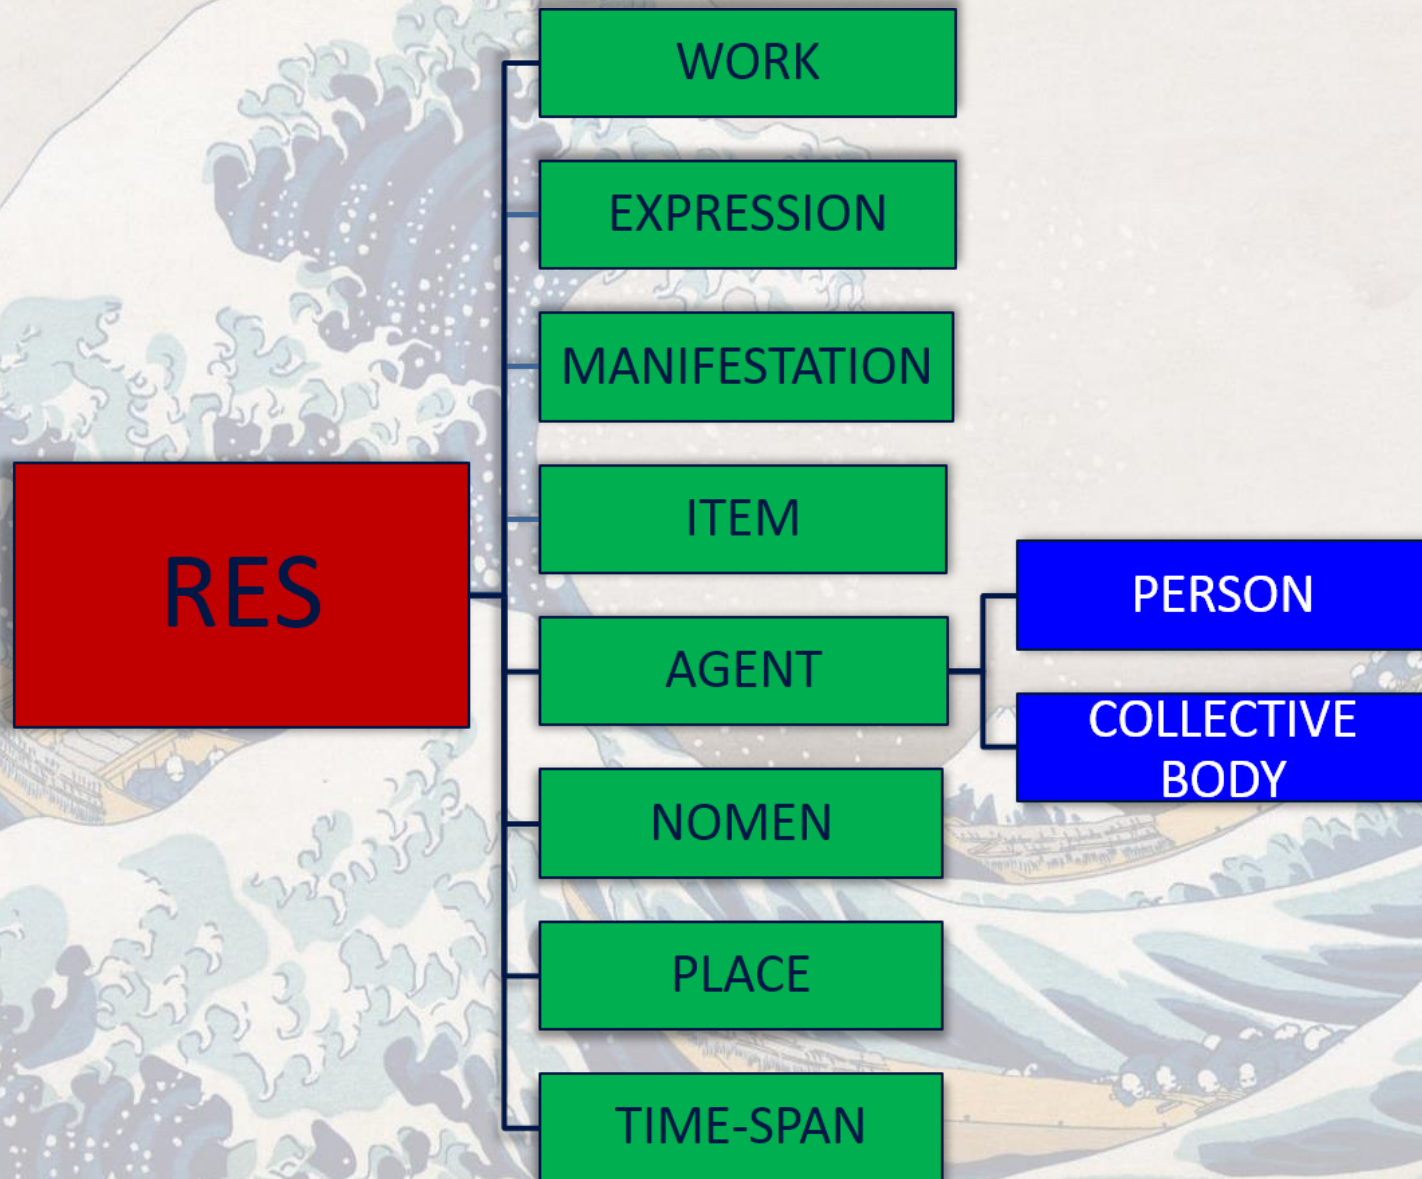 WORK
EXPRESSION
MANIFESTATION
ITEM
RES
AGENT
PERSON
COLLECTIVE
BODY
NOMEN
PLACE
TIME-SPAN